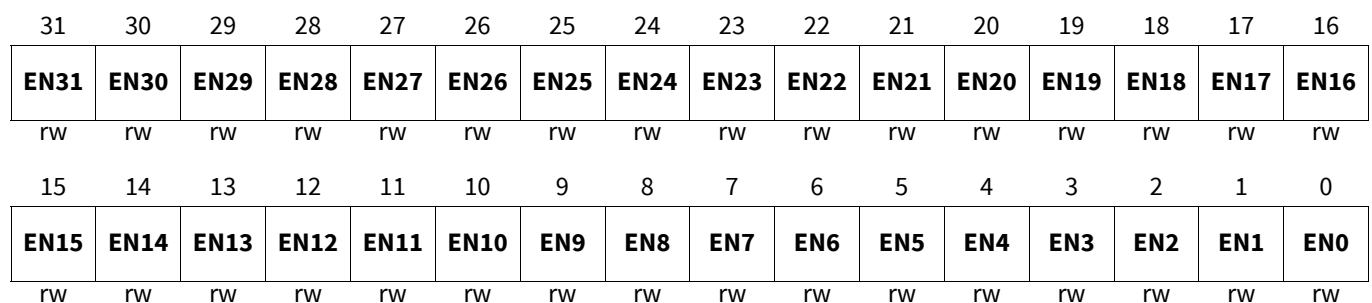 31 30 29 28 27 26 25 24 23 22 21 20 19 18 17 16
EN31 EN30 EN29 EN28 EN27 EN26 EN25 EN24 EN23 EN22 EN21 EN20 EN19 EN18 EN17 EN16
rw rw rw rw rw rw rw rw rw rw rw rw rw rw rw rw
15 14 13 12 11 10 9 8 7 6 5 4 3 2 1 0
EN15 EN14 EN13 EN12 EN11 EN10 EN9 EN8 EN7 EN6 EN5 EN4 EN3 EN2 EN1 EN0
rw rw rw rw rw rw rw rw rw rw rw rw rw rw rw rw